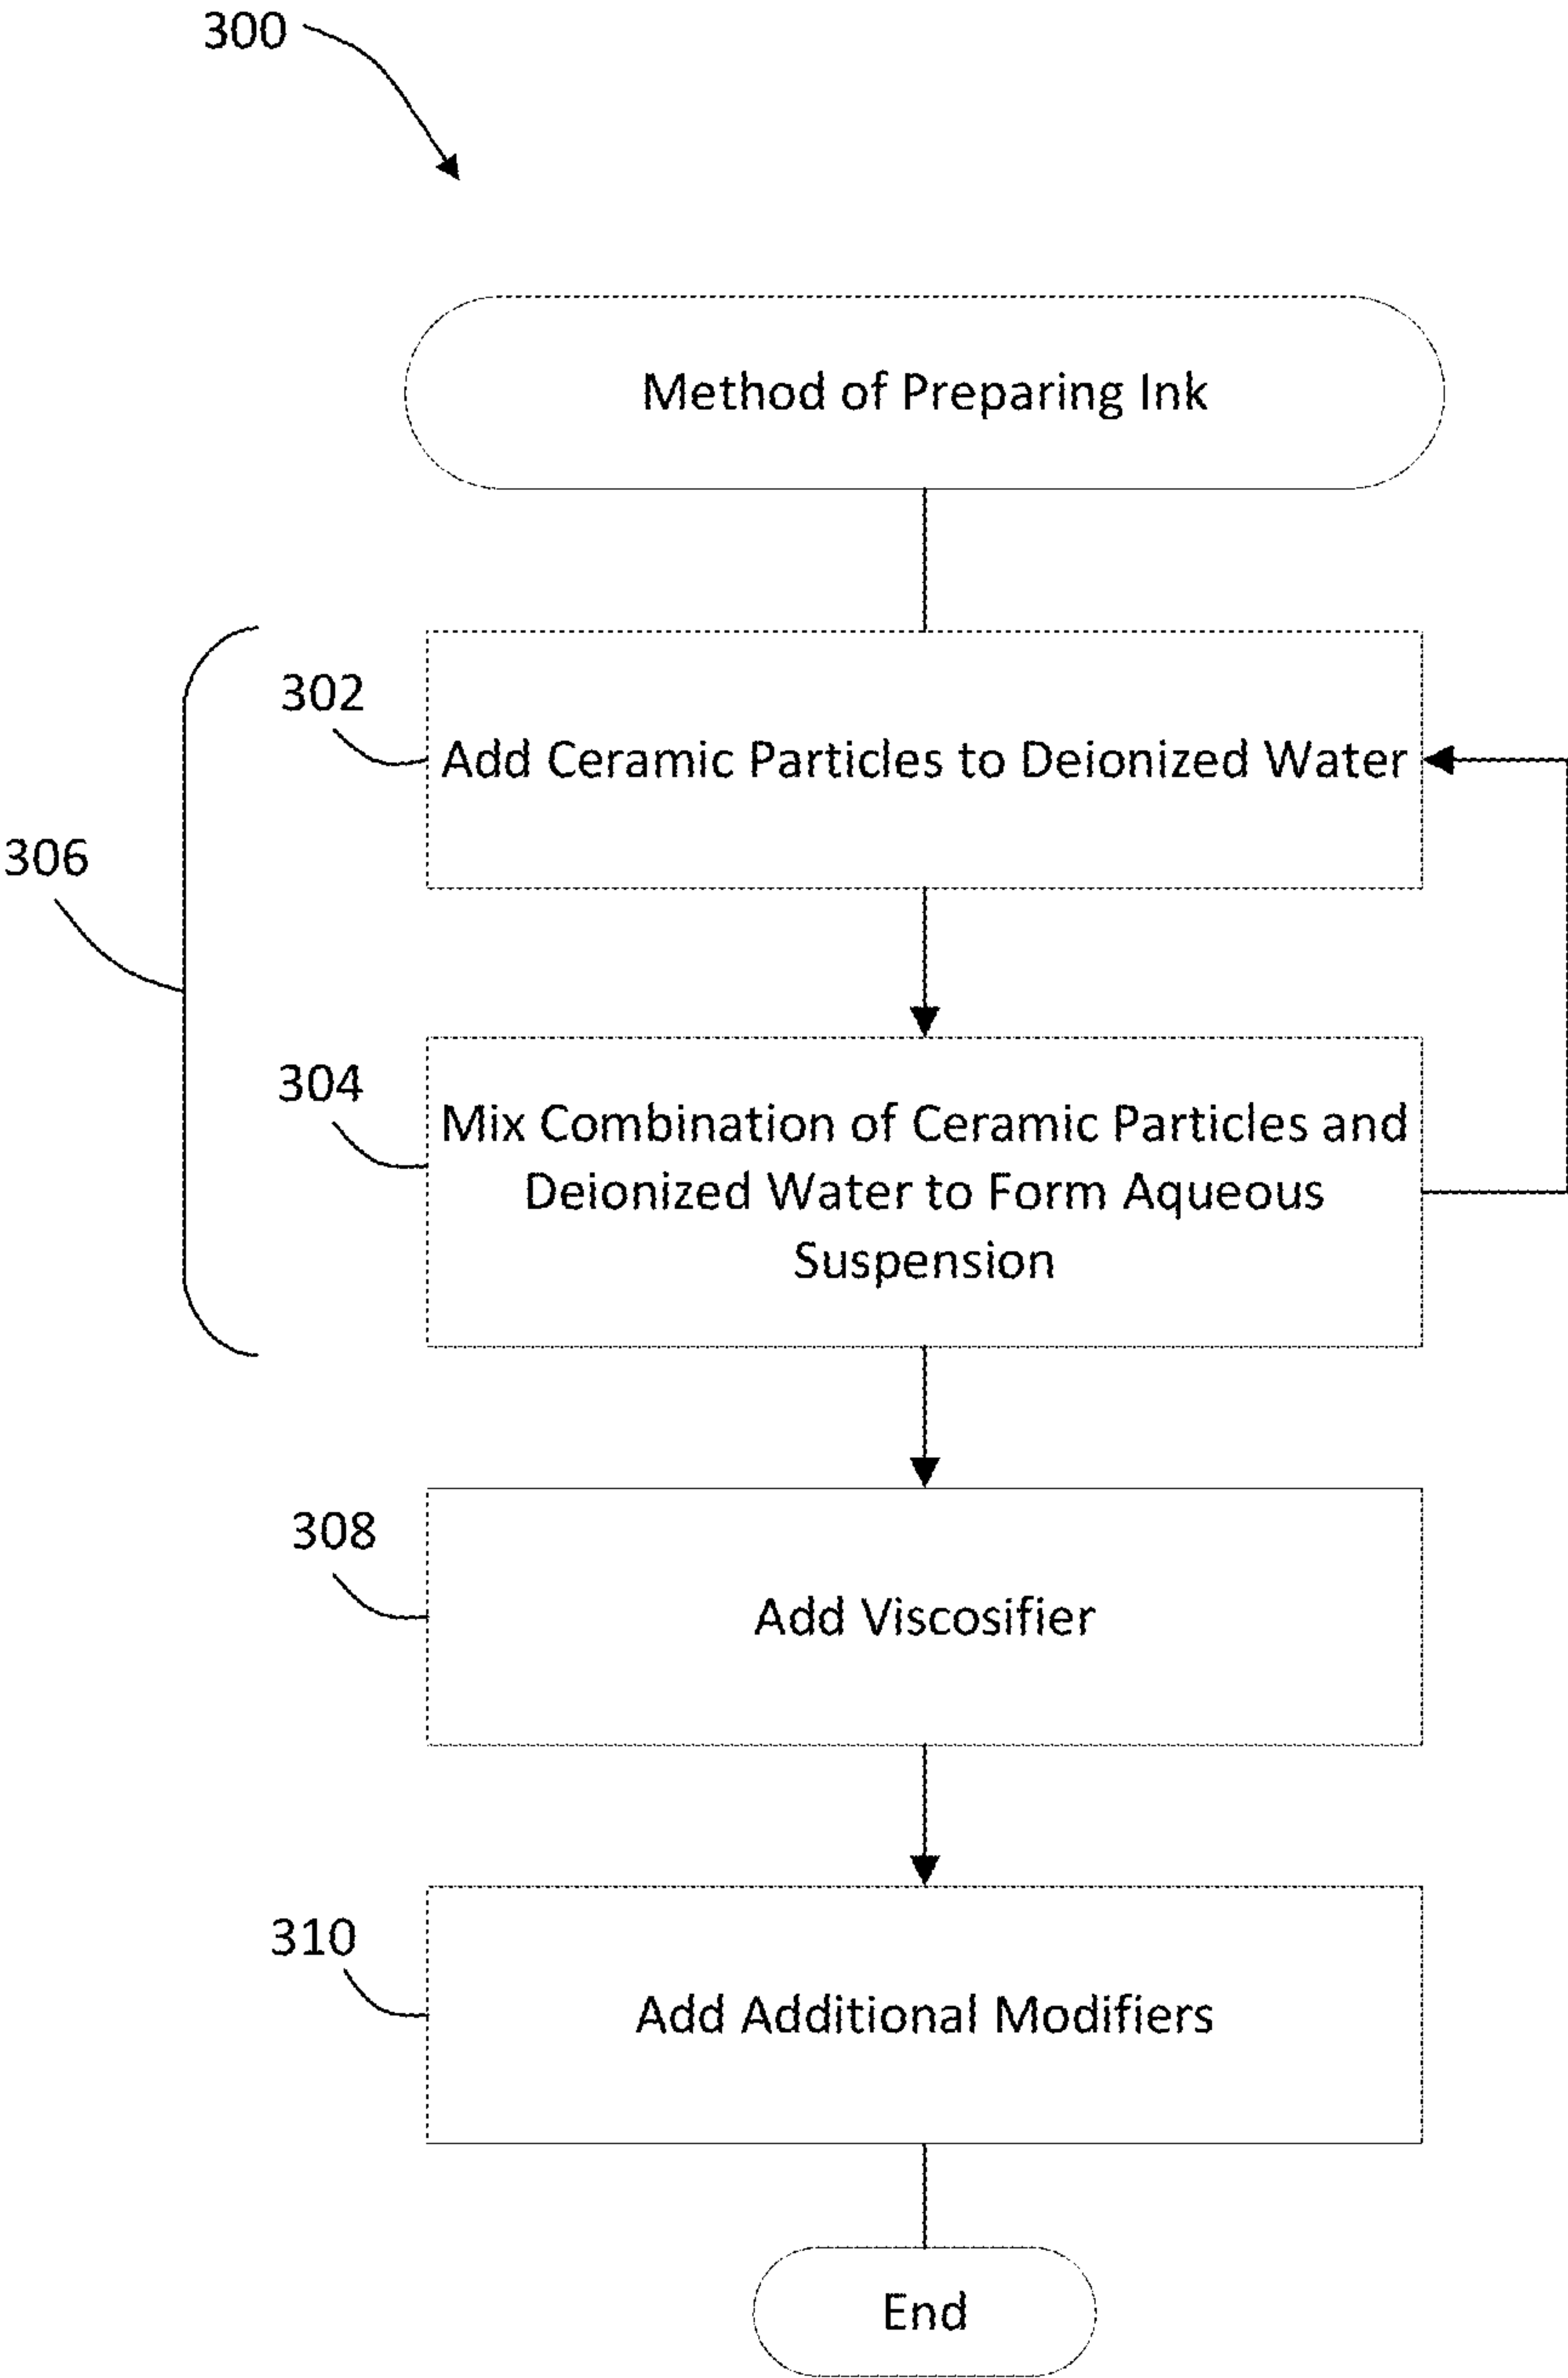 300
Method of Preparing Ink
302
Add Ceramic Particles to Deionized Water
306
304
Mix Combination of Ceramic Particles and
Deionized Water to Form Aqueous
Suspension
308
Add Viscosifier
310
Add Additional Modifiers
End